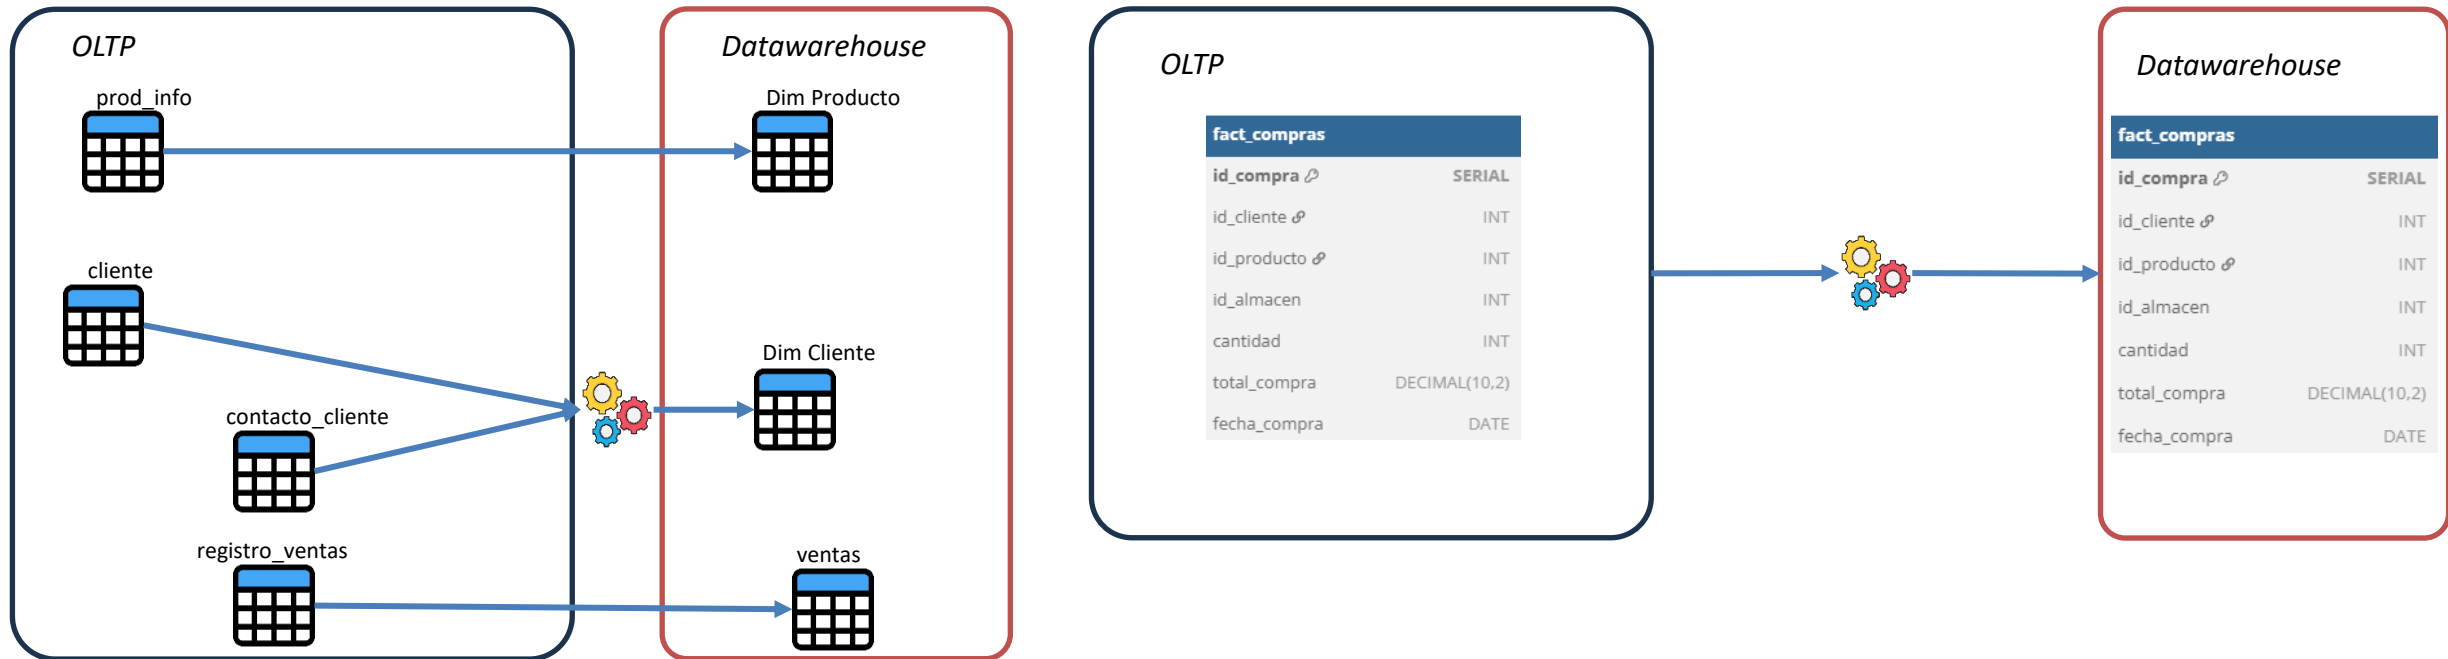 OLTP
Datawarehouse
prod_info
Dim Producto
cliente
Dim Cliente
contacto_cliente
registro_ventas
ventas
OLTP
fact_compras
id_compra SERIAL
id_cliente INT
id_producto INT
id_almacen INT
cantidad INT
total_compra DECIMAL(10,2)
fecha_compra DATE
Datawarehouse
fact_compras
id_compra SERIAL
id_cliente INT
id_producto INT
id_almacen INT
cantidad INT
total_compra DECIMAL(10,2)
fecha_compra DATE